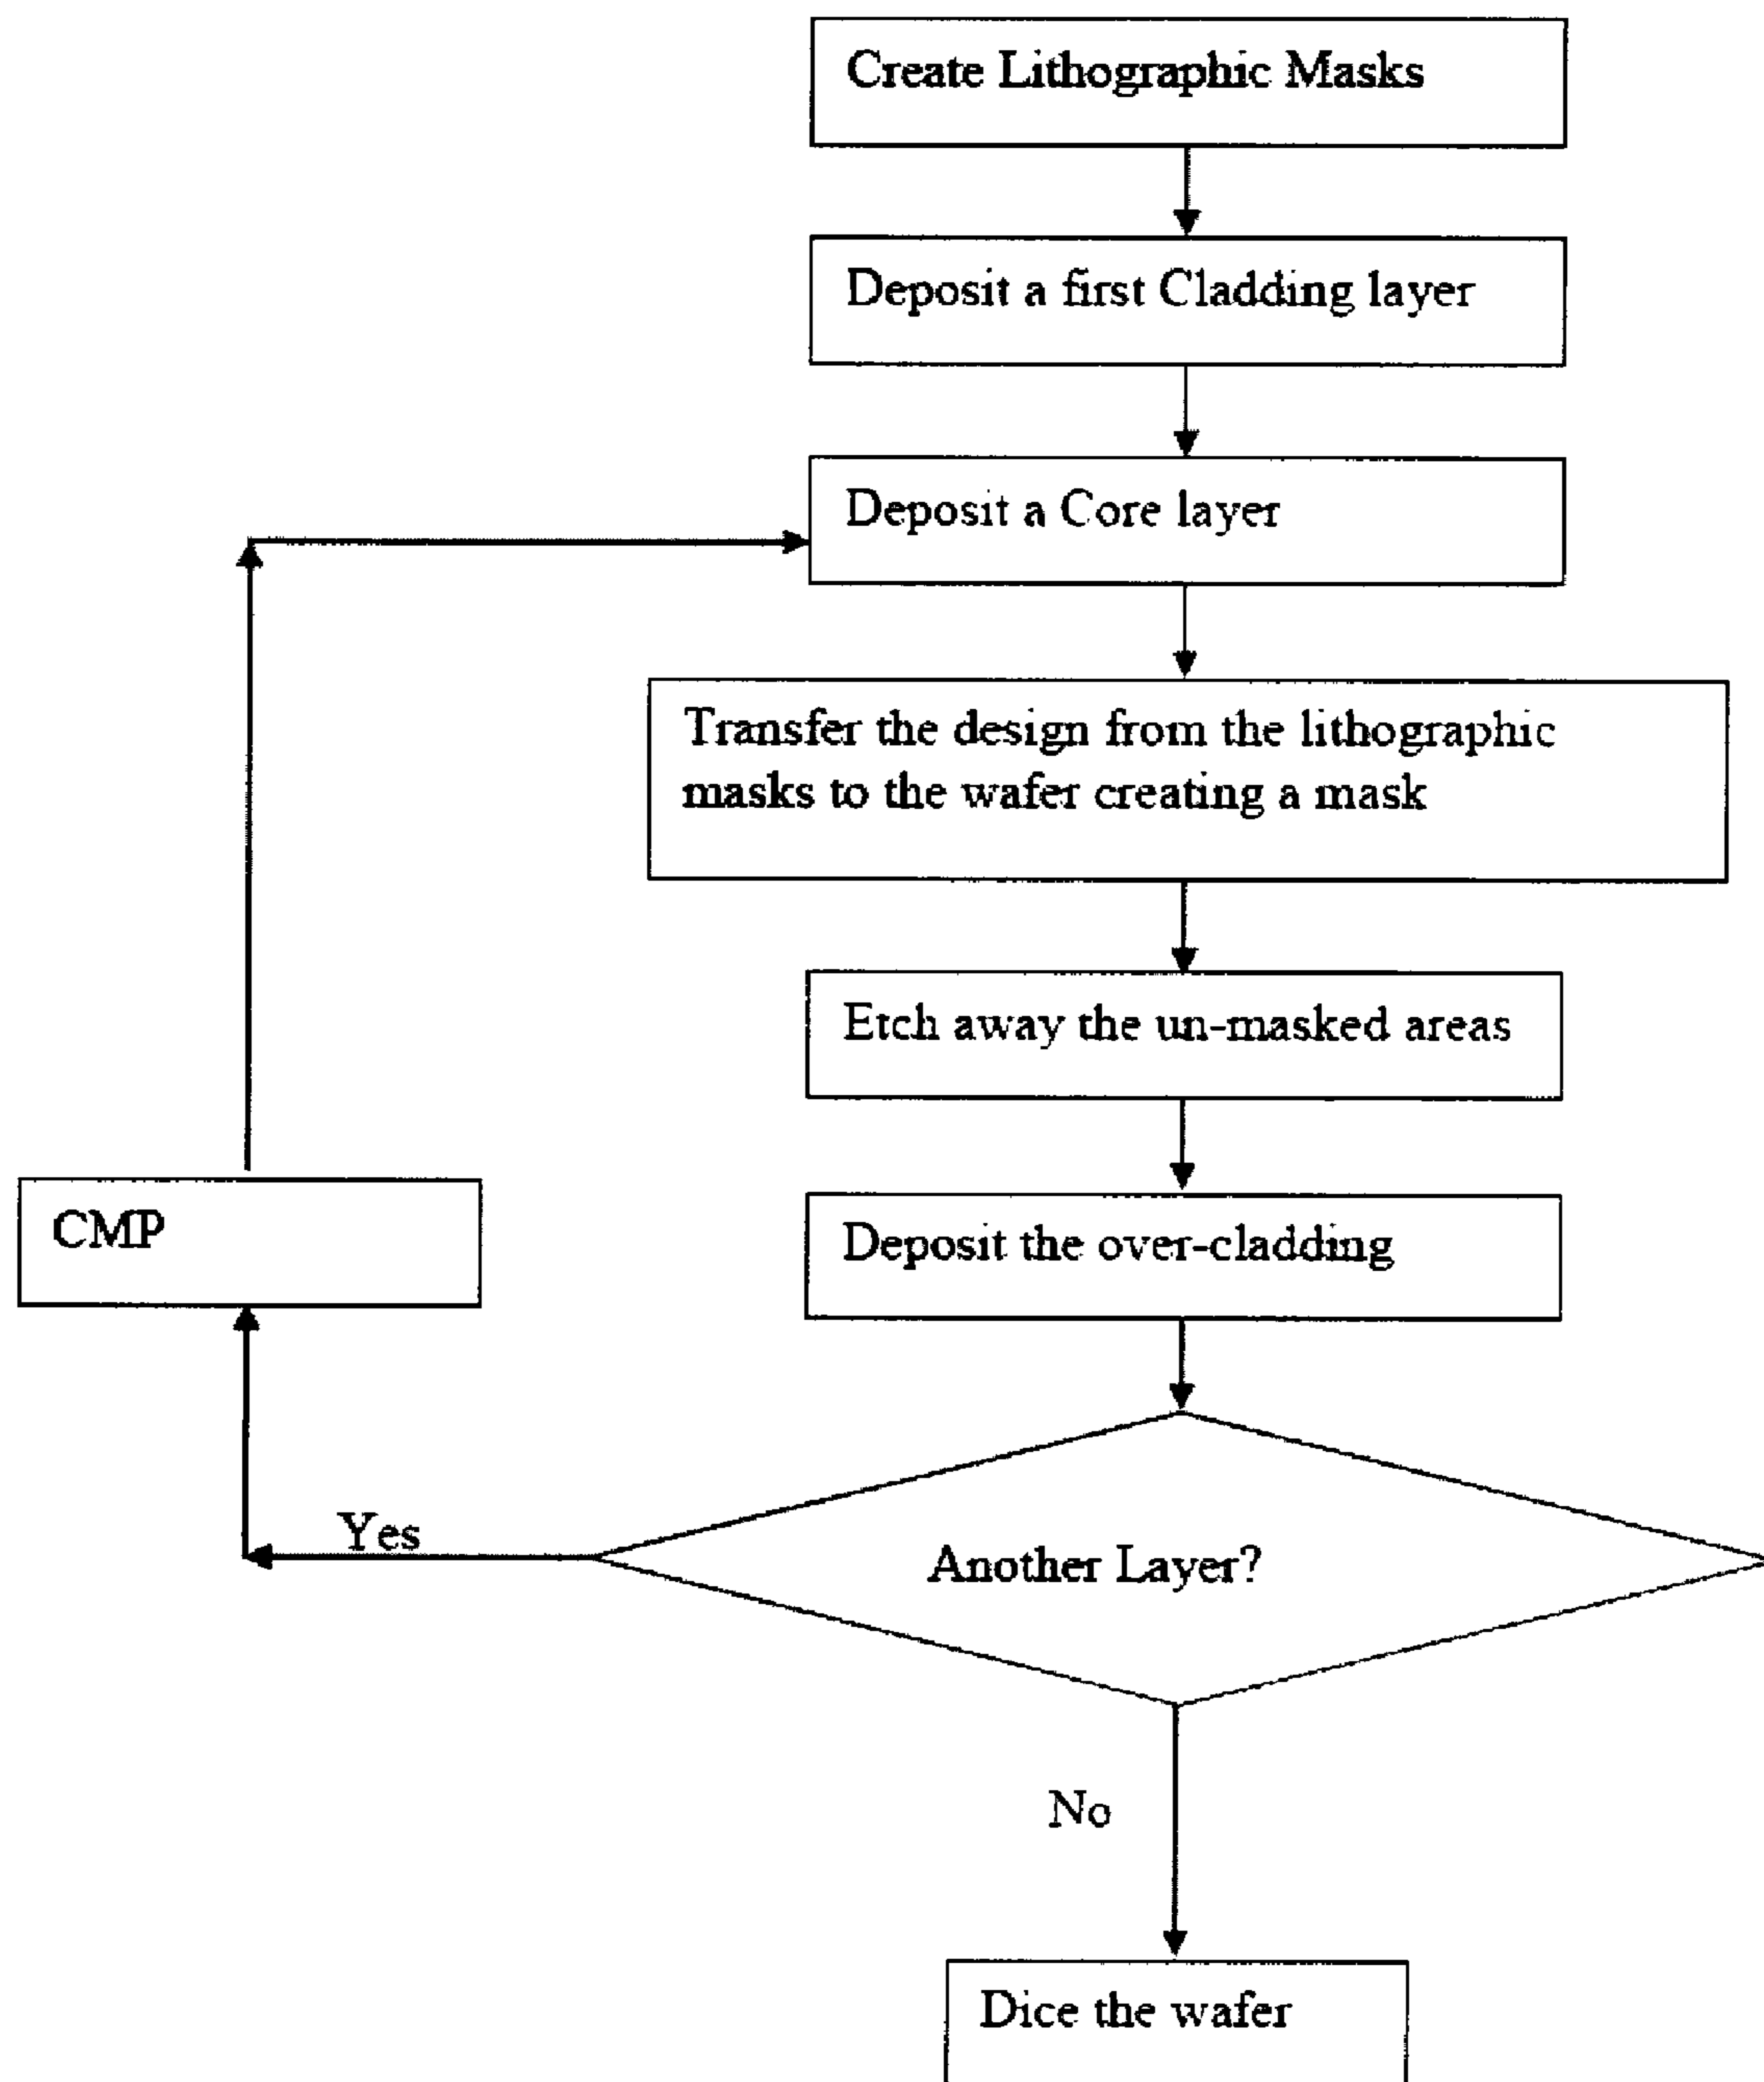 Create Lithographic Masks
Deposit a first Cladding layer
Deposit a Core layer
Transfer the design from the lithographic
masks to the wafer creating a mask
Etch away the un-masked areas
CMP
Deposit the over-cladding
Yes
Another Layer?
No
Dice the wafer